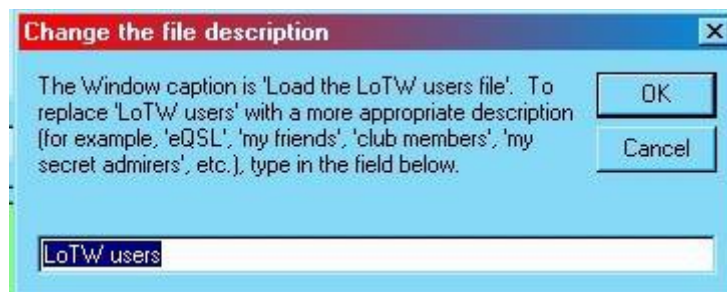 Change the file description
The Window caption is 'Load the LoTW users file'. To
replace 'LoTW users' with a more appropriate description
(for example, 'eQSL', 'my friends', 'club members', 'my
secret admirers', etc.), type in the field below.
OK
Cancel
LoTW users